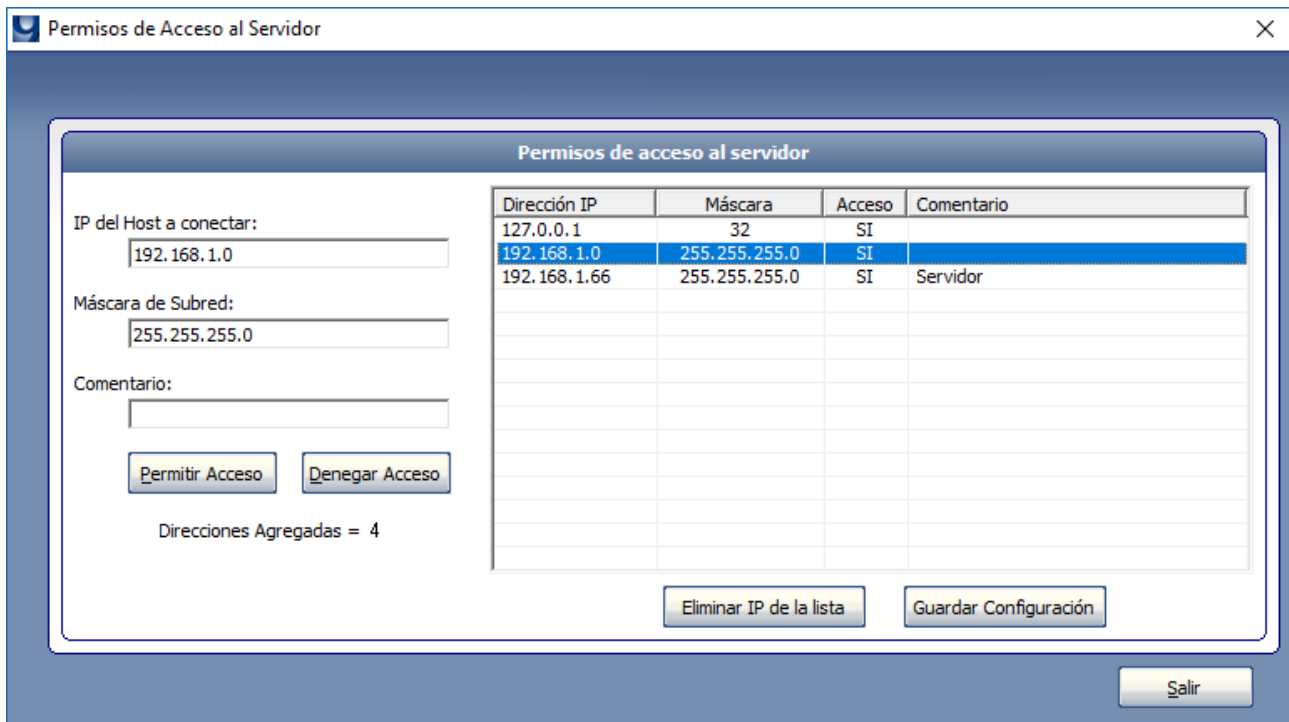 Permisos de Acceso al Servidor
Permisos de acceso al servidor
IP del Host a conectar:
192.168.1.0
Máscara de Subred:
255.255.255.0
Comentario:
Permitir Acceso Denegar Acceso
Direcciones Agregadas = 4
Dirección IP Máscara Acceso Comentario
127.0.0.1 32 SI
192.168.1.0 255.255.255.0 SI
192.168.1.66 255.255.255.0 SI Servidor
Eliminar IP de la lista Guardar Configuración
Salir